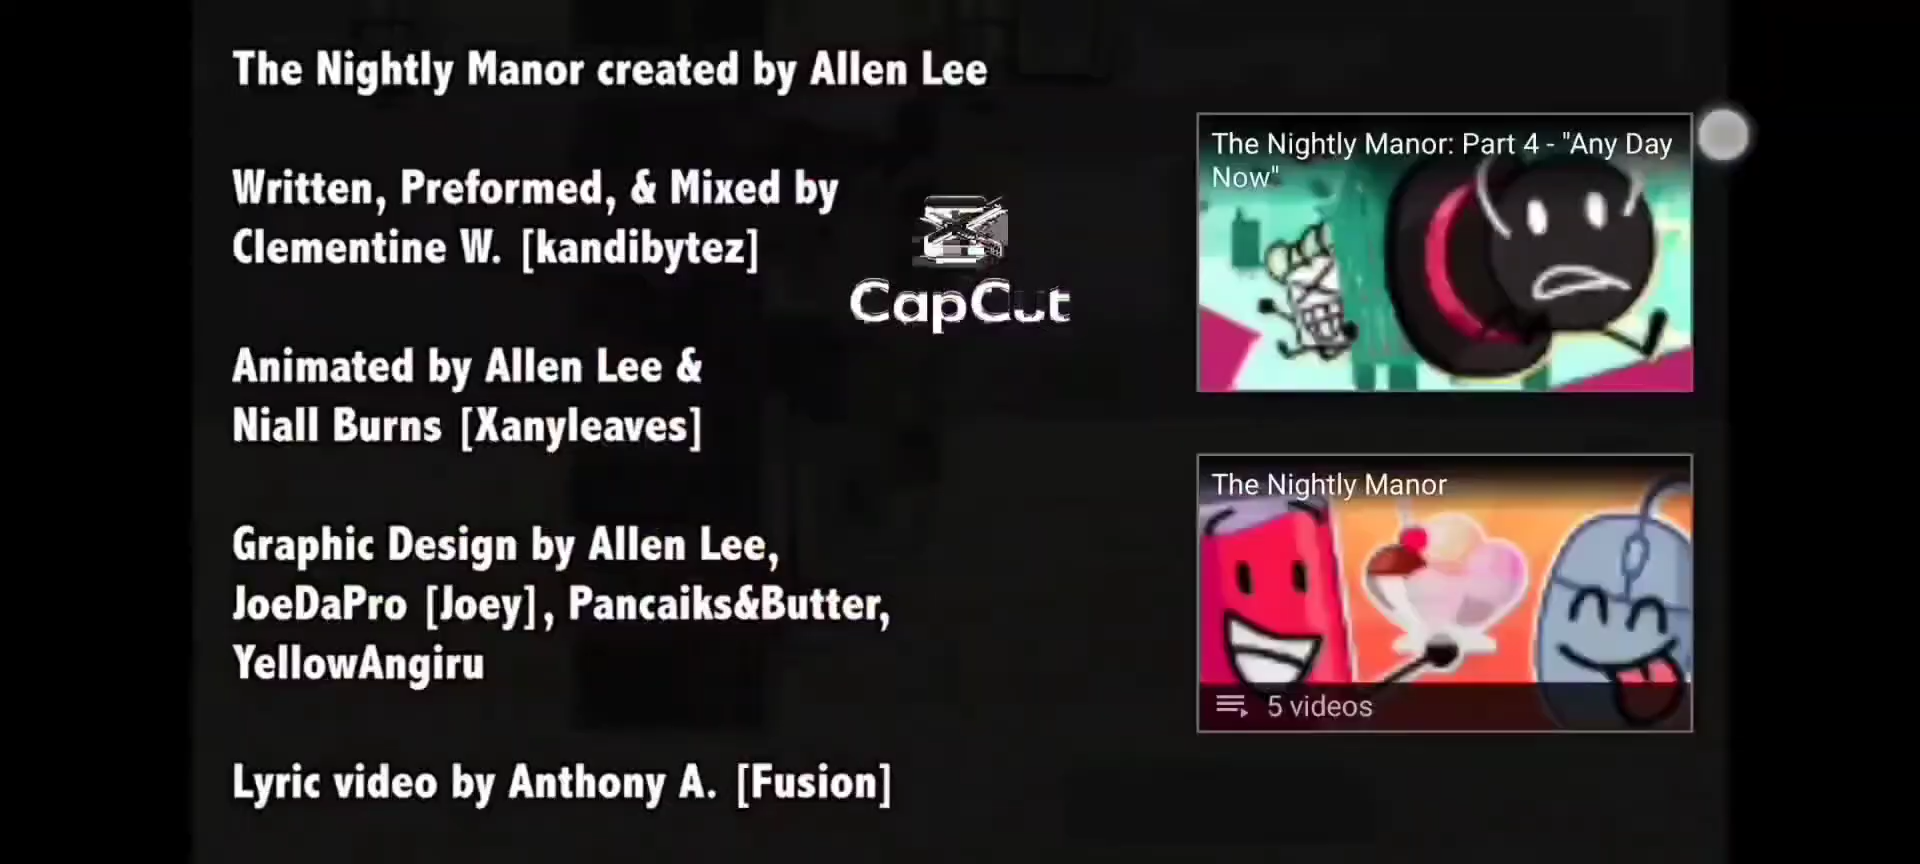 The Nightly Manor created by Allen Lee
Written, Preformed, & Mixed by
Clementine W. [kandibytez]
Animated by Allen Lee &
Niall Burns [Xanyleaves]
Graphic Design by Allen Lee,
JoeDaPro [Joey], Pancaiks&Butter,
YellowAngiru
Lyric video by Anthony A. [Fusion]
CapCut
The Nightly Manor: Part 4 - "Any Day
Now"
The Nightly Manor
5 videos